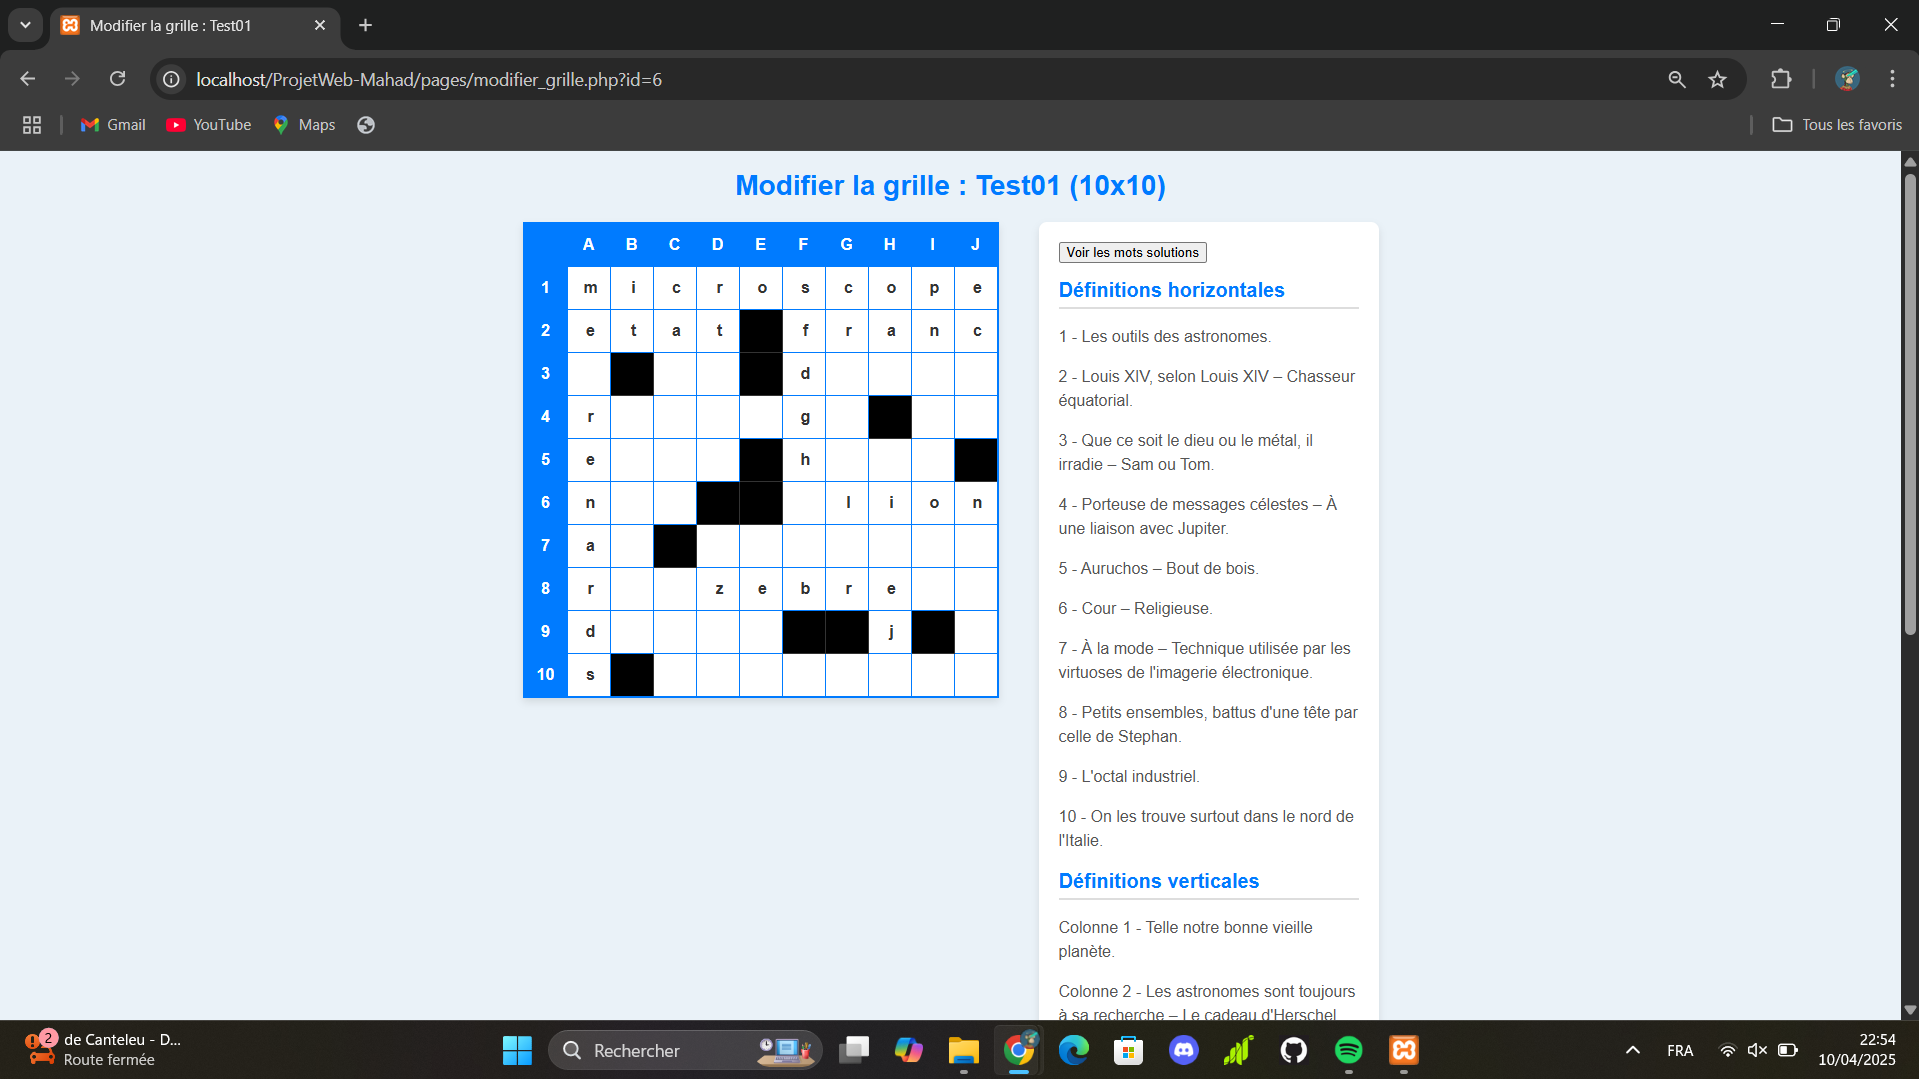 Modifier la grille : Test01
localhost/ProjetWeb-Mahad/pages/modifier_grille.php?id=6
Gmail YouTube Maps Tous les favoris
Modifier la grille : Test01 (10x10)
A B C D E F G H I J
1 m i c r o s c o p e
2 e t a t f r a n c
3 d
4 r g
5 e h
6 n l i o n
7 a
8 r z e b r e
9 d j
10 s
Voir les mots solutions
Définitions horizontales
1 - Les outils des astronomes.
2 - Louis XIV, selon Louis XIV – Chasseur
équatorial.
3 - Que ce soit le dieu ou le métal, il
irradie – Sam ou Tom.
4 - Porteuse de messages célestes – À
une liaison avec Jupiter.
5 - Auruchos – Bout de bois.
6 - Cour – Religieuse.
7 - À la mode – Technique utilisée par les
virtuoses de l'imagerie électronique.
8 - Petits ensembles, battus d'une tête par
celle de Stephan.
9 - L'octal industriel.
10 - On les trouve surtout dans le nord de
l'Italie.
Définitions verticales
Colonne 1 - Telle notre bonne vieille
planète.
Colonne 2 - Les astronomes sont toujours
à sa recherche – Le cadeau d'Herschel
2
de Canteleu - D...
Route fermée
Rechercher
FRA
22:54
10/04/2025